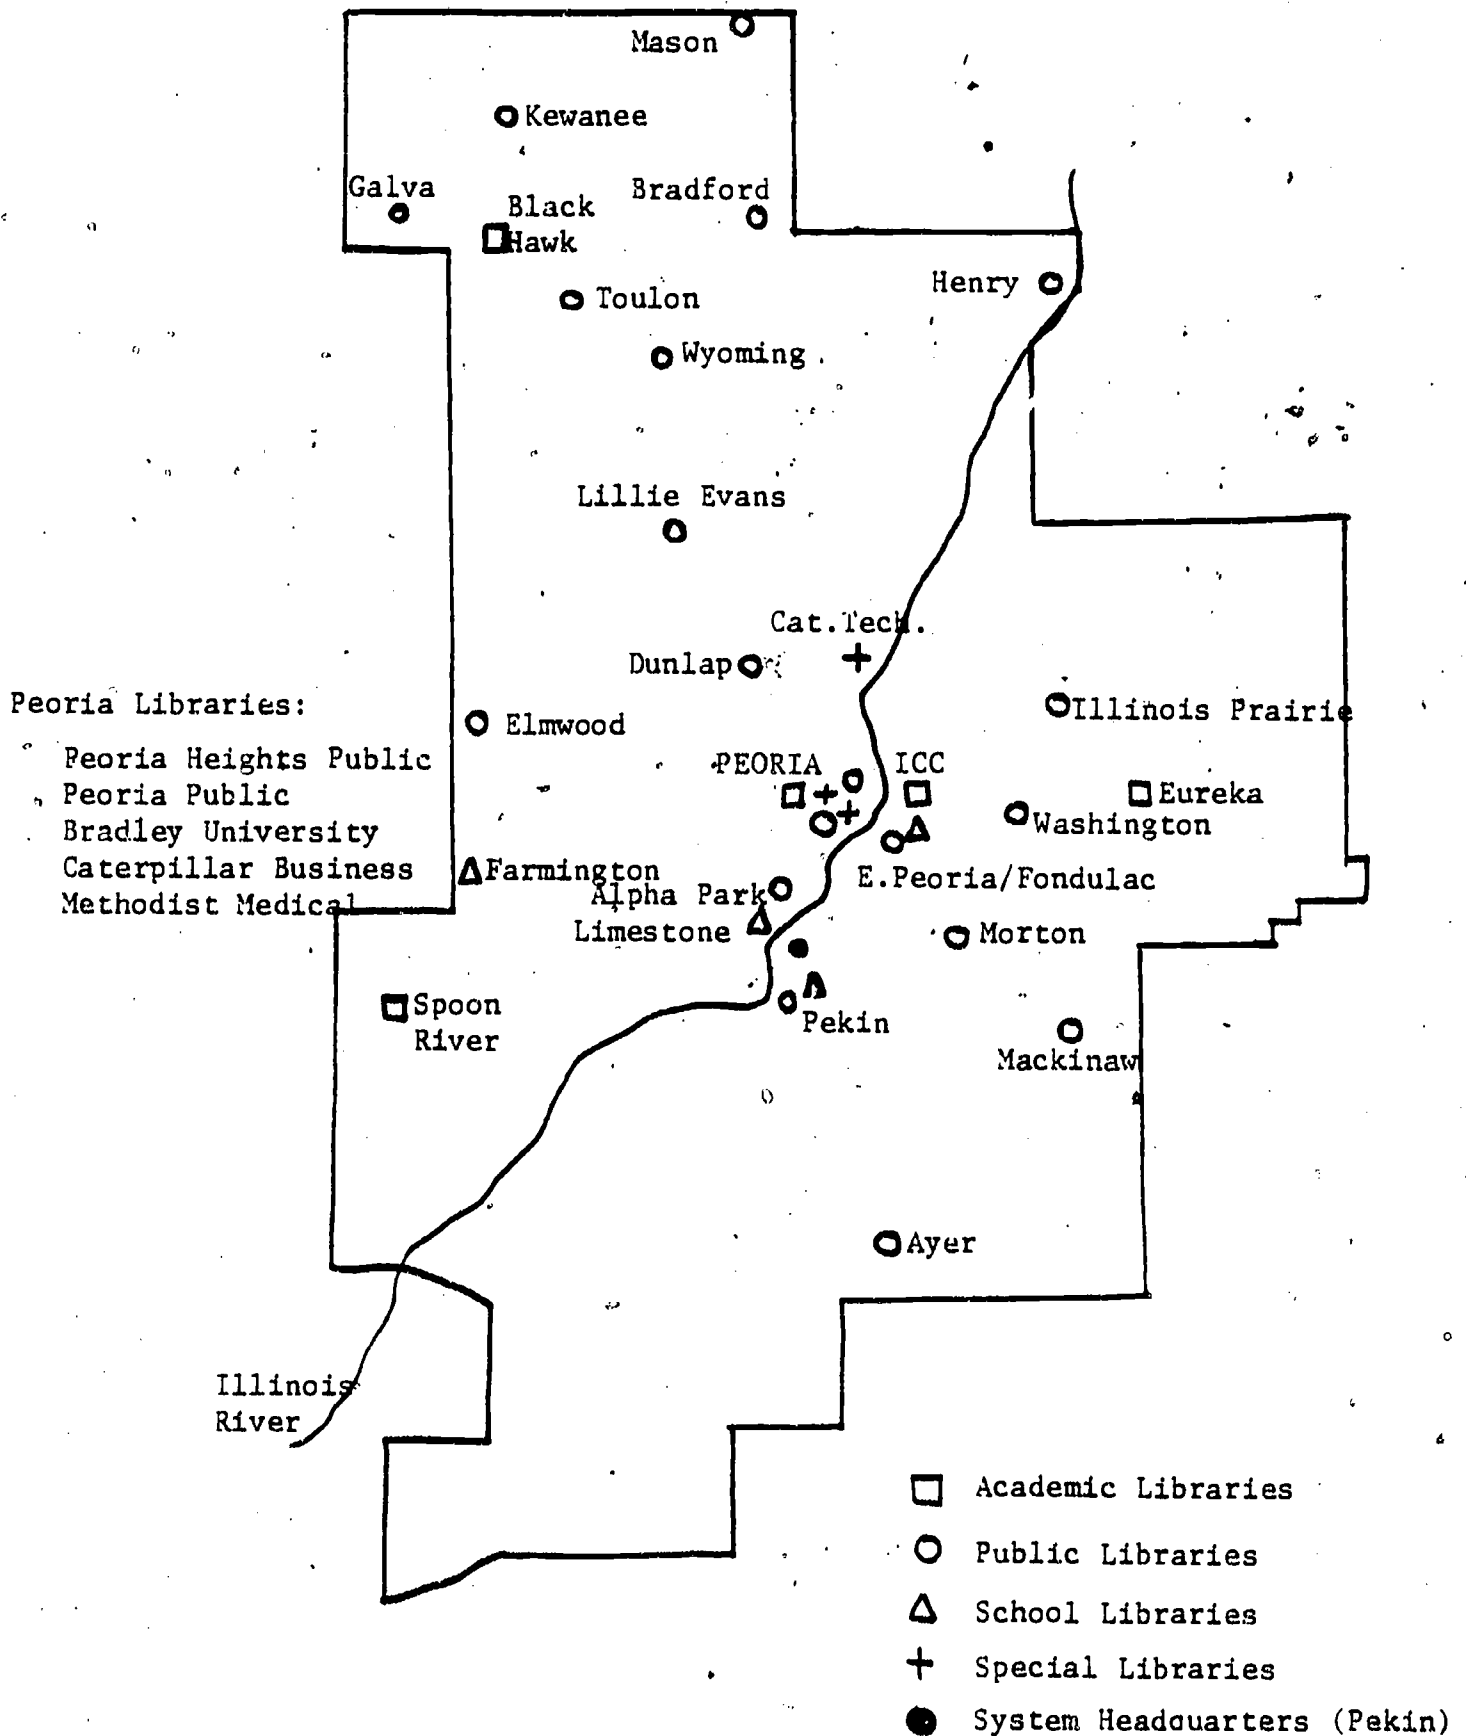 Mason
Kewanee
Galva
Bradford
Black
Hawk
Henry
Toulon
Wyoming
Lillie Evans
Cat.Tech.
Dunlap
Peoria Libraries:
Illinois Prairie
Elmwood
Peoria Heights Public
PEORIA
ICC
Peoria Public
Eureka
Washington
Bradley University
Caterpillar Business
Farmington
E.Peoria/Fondulac
Methodist Medical
Alpha Park
Limestone
Morton
Spoon
River
Pekin
Mackinaw
Ayer
Illinois
River
Academic Libraries
Public Libraries
School Libraries
Special Libraries
System Headquarters (Pekin)